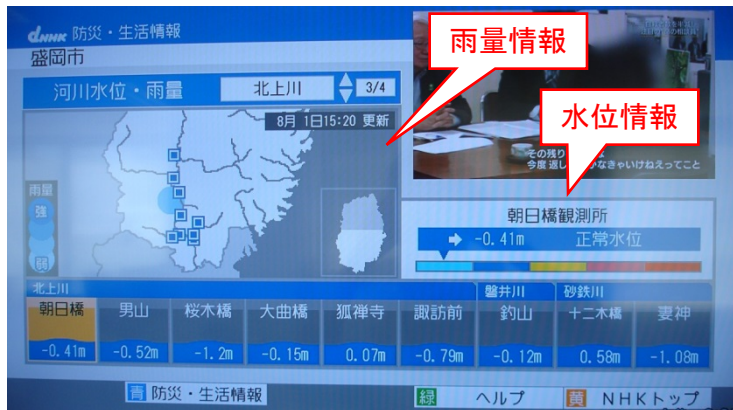 dNHK 防災・生活情報
盛岡市
河川水位・雨量
北上川
3/4
8月 1日15:20 更新
雨量
強
弱
雨量情報
水位情報
その残り
今度返し かなきゃいけねえってこと
朝日橋観測所
-0.41m 正常水位
北上川 磐井川 砂鉄川
朝日橋 男山 桜木橋 大曲橋 狐禅寺 諏訪前 釣山 十二木橋 妻神
-0.41m -0.52m -1.2m -0.15m 0.07m -0.79m -0.12m 0.58m -1.08m
青 防災・生活情報 緑 ヘルプ 黄 NHKトップ